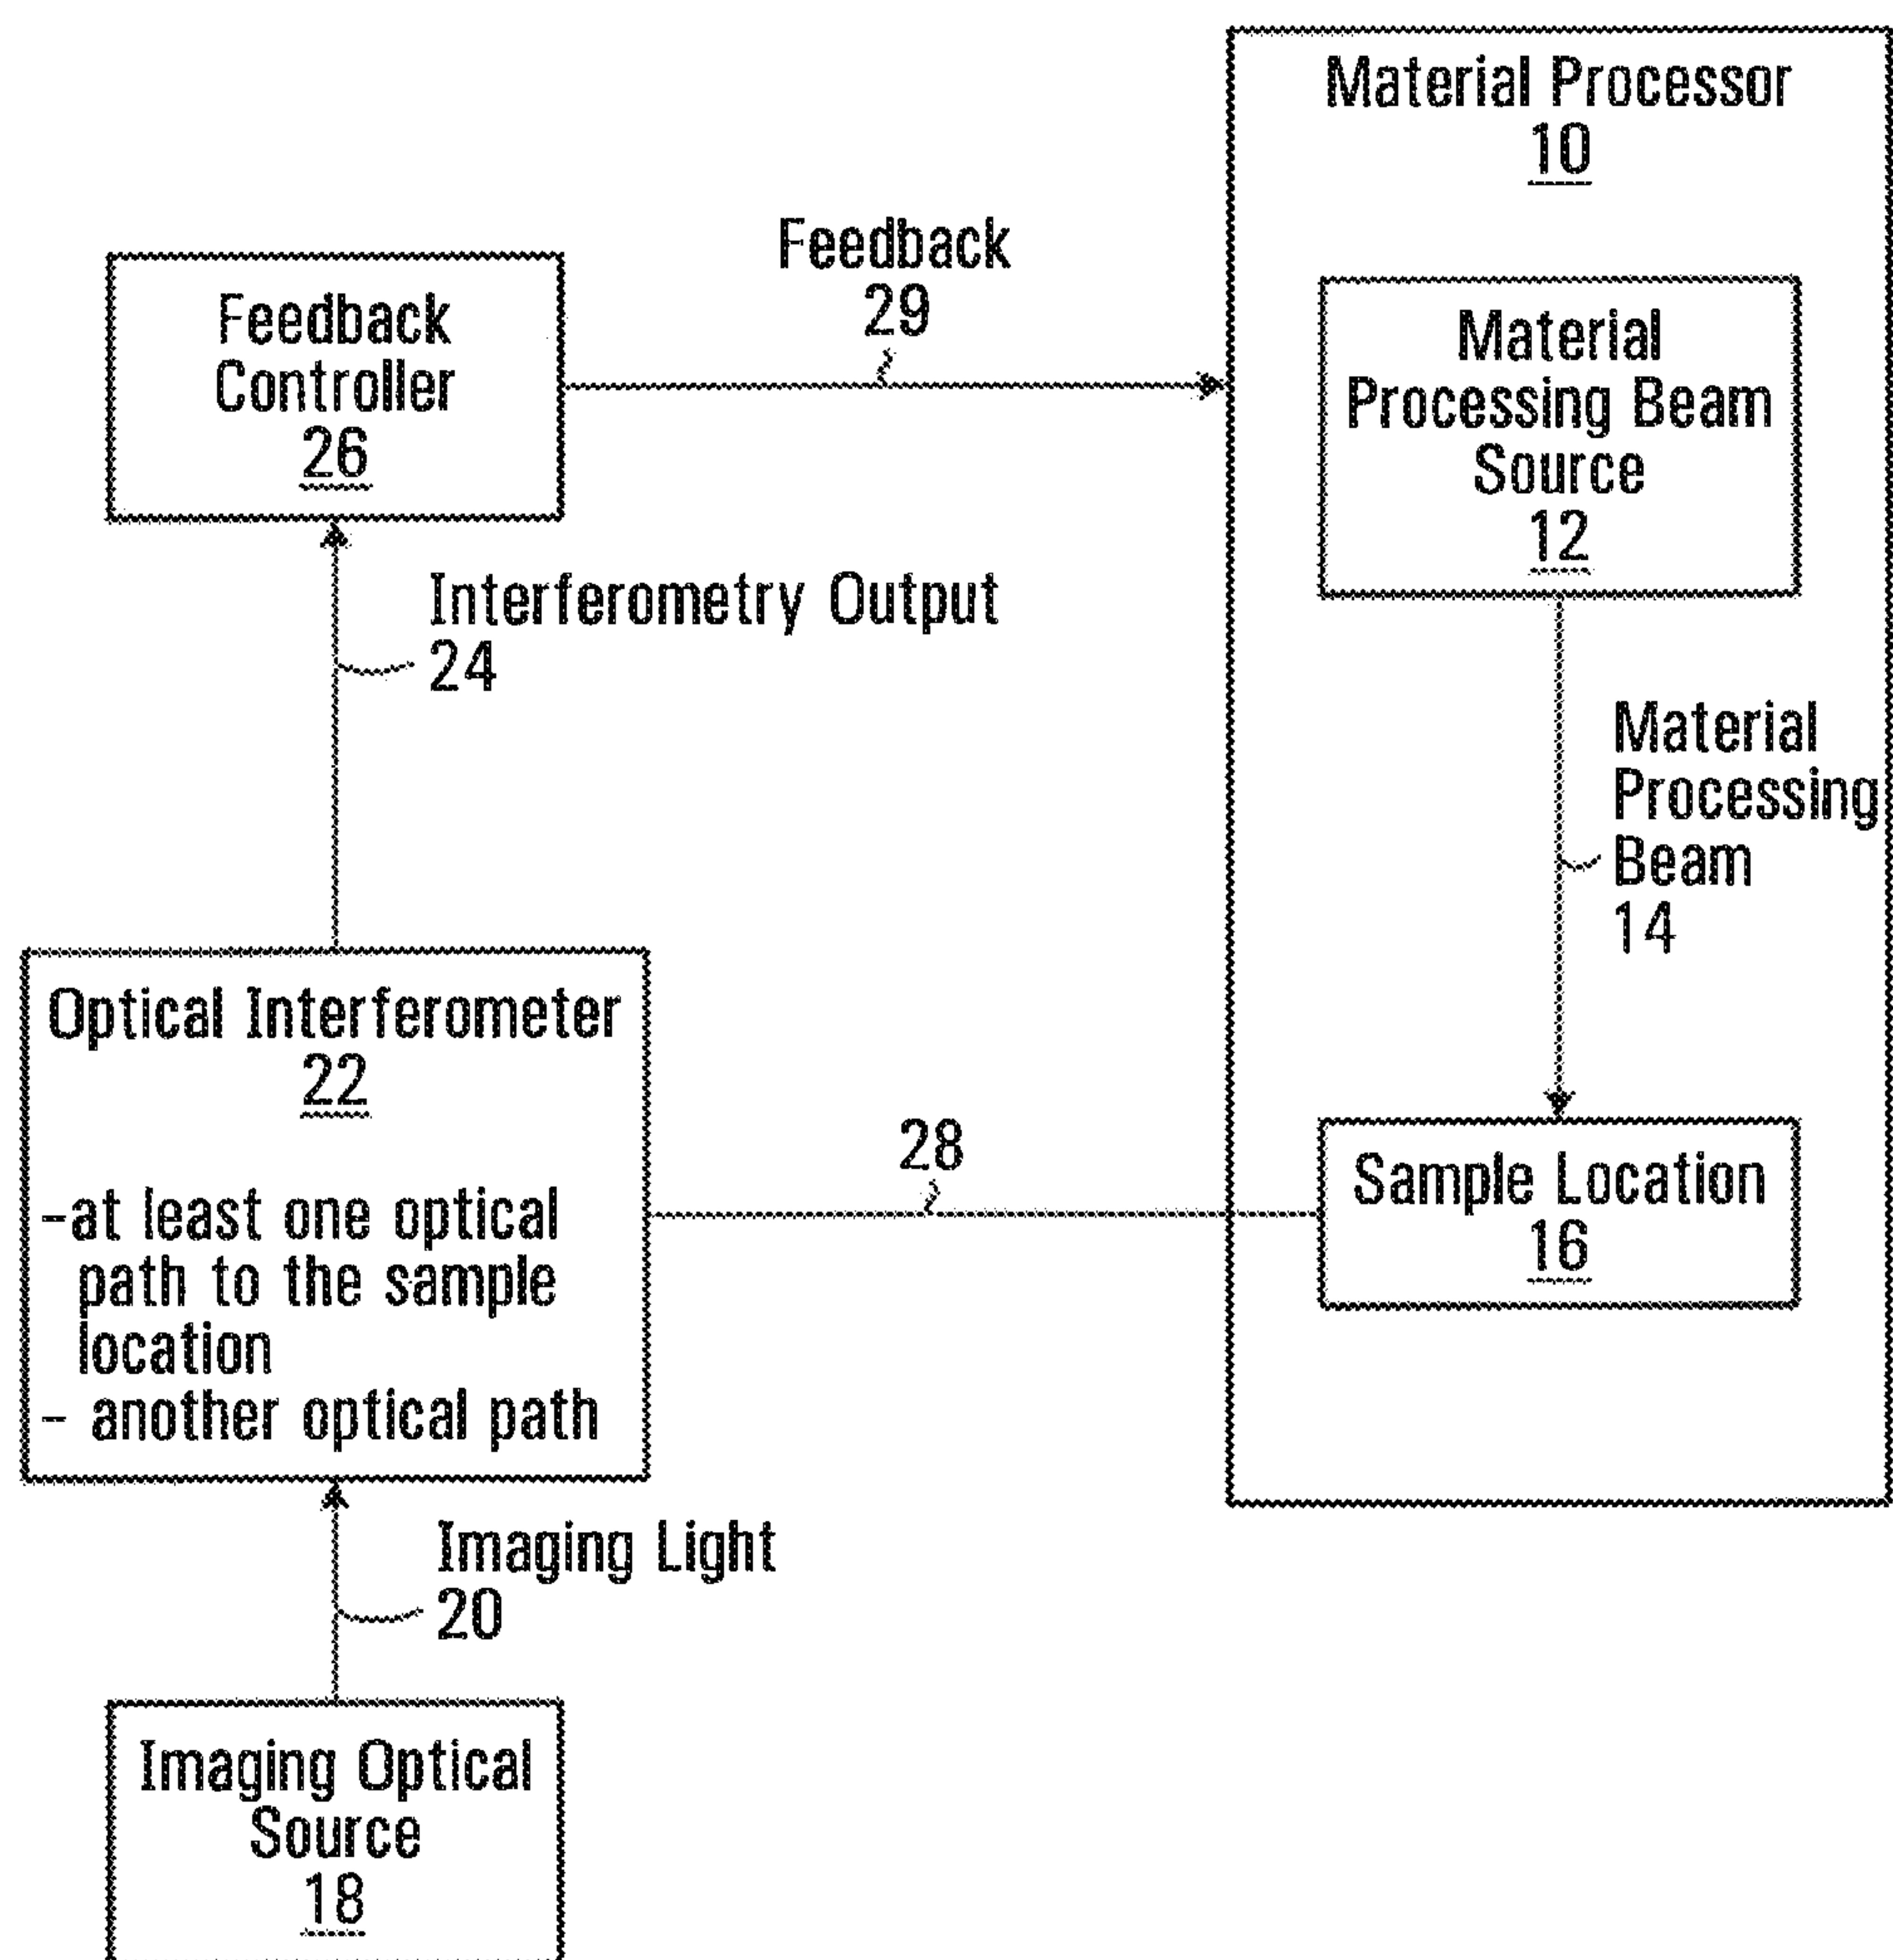 Material Processor
10
Feedback
29
Feedback
Controller
26
Material
Processing Beam
Source
12
Interferometry Output
24
Material
Processing
Beam
14
Optical Interferometer
22
-at least one optical
path to the sample
location
- another optical path
28
Sample Location
16
Imaging Light
20
Imaging Optical
Source
18